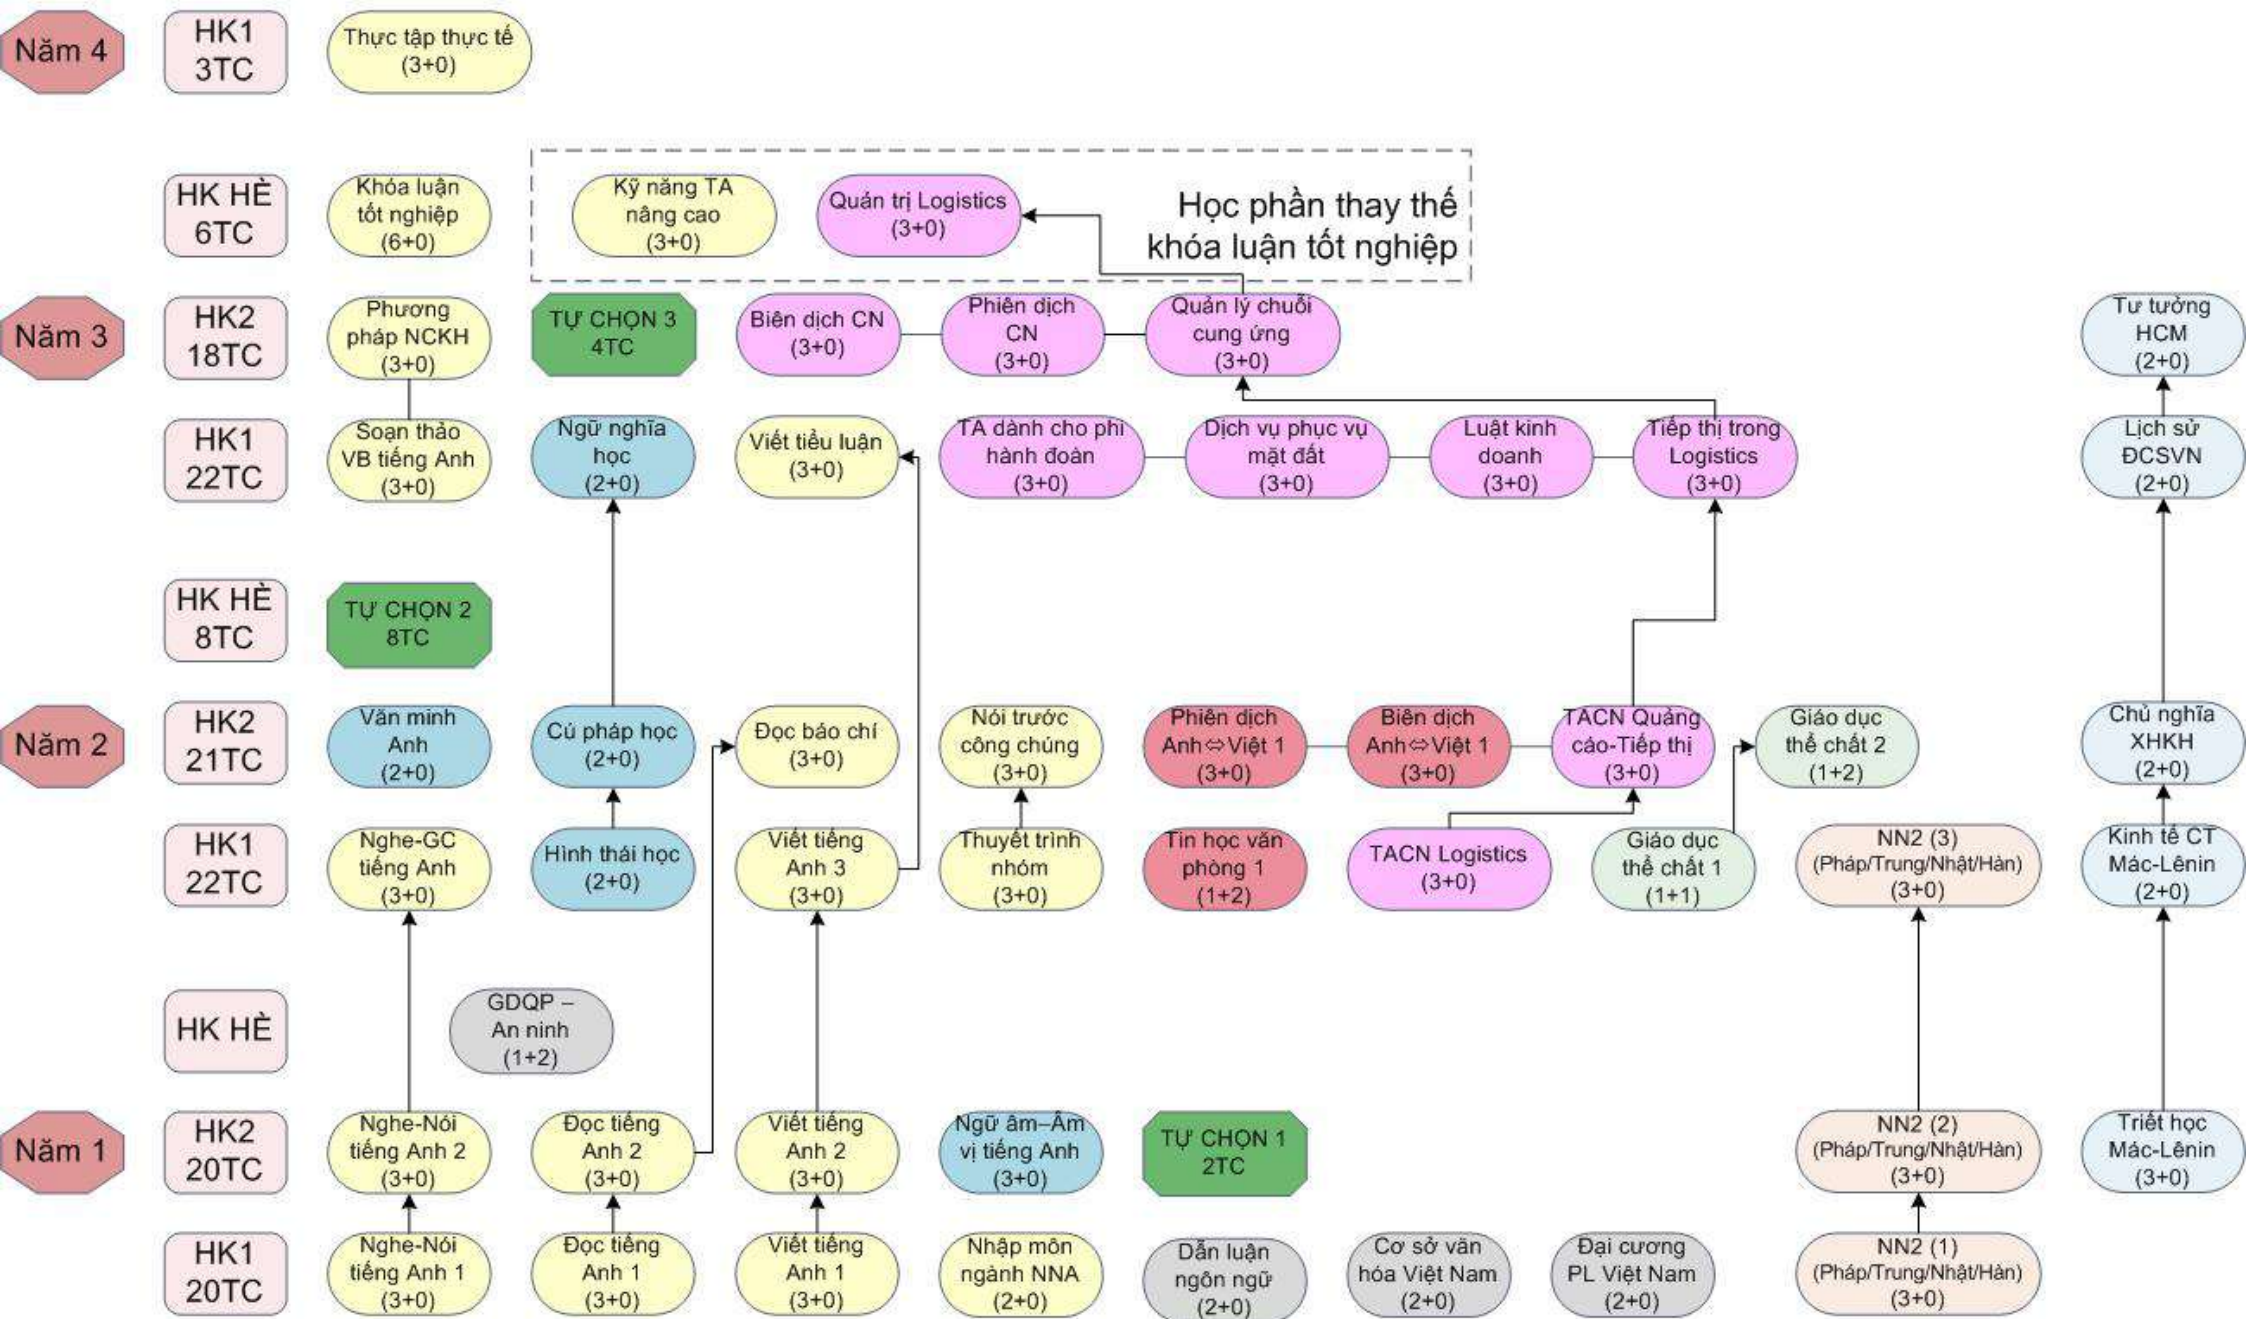 Năm 4
HK1
3TC
Thực tập thực tế
(3+0)
HK HÈ
6TC
Khóa luận
tốt nghiệp
(6+0)
Kỹ năng TA
nâng cao
(3+0)
Quản trị Logistics
(3+0)
Học phần thay thế
khóa luận tốt nghiệp
Năm 3
HK2
18TC
Phương
pháp NCKH
(3+0)
TỰ CHỌN 3
4TC
Biên dịch CN
(3+0)
Phiên dịch
CN
(3+0)
Quản lý chuỗi
cung ứng
(3+0)
Tư tưởng
HCM
(2+0)
HK1
22TC
Soạn thảo
VB tiếng Anh
(3+0)
Ngữ nghĩa
học
(2+0)
Viết tiểu luận
(3+0)
TA dành cho phi
hành đoàn
(3+0)
Dịch vụ phục vụ
mặt đất
(3+0)
Luật kinh
doanh
(3+0)
Tiếp thị trong
Logistics
(3+0)
Lịch sử
ĐCSVN
(2+0)
HK HÈ
8TC
TỰ CHỌN 2
8TC
Năm 2
HK2
21TC
Văn minh
Anh
(2+0)
Cú pháp học
(2+0)
Đọc báo chí
(3+0)
Nói trước
công chúng
(3+0)
Phiên dịch
Anh⇔Việt 1
(3+0)
Biên dịch
Anh⇔Việt 1
(3+0)
TACN Quảng
cáo-Tiếp thị
(3+0)
Giáo dục
thể chất 2
(1+2)
Chủ nghĩa
XHKH
(2+0)
HK1
22TC
Nghe-GC
tiếng Anh
(3+0)
Hình thái học
(2+0)
Viết tiếng
Anh 3
(3+0)
Thuyết trình
nhóm
(3+0)
Tin học văn
phòng 1
(1+2)
TACN Logistics
(3+0)
Giáo dục
thể chất 1
(1+1)
NN2 (3)
(Pháp/Trung/Nhật/Hàn)
(3+0)
Kinh tế CT
Mác-Lênin
(2+0)
HK HÈ
GDQP –
An ninh
(1+2)
Năm 1
HK2
20TC
Nghe-Nói
tiếng Anh 2
(3+0)
Đọc tiếng
Anh 2
(3+0)
Viết tiếng
Anh 2
(3+0)
Ngữ âm–Âm
vị tiếng Anh
(3+0)
TỰ CHỌN 1
2TC
NN2 (2)
(Pháp/Trung/Nhật/Hàn)
(3+0)
Triết học
Mác-Lênin
(3+0)
HK1
20TC
Nghe-Nói
tiếng Anh 1
(3+0)
Đọc tiếng
Anh 1
(3+0)
Viết tiếng
Anh 1
(3+0)
Nhập môn
ngành NNA
(2+0)
Dẫn luận
ngôn ngữ
(2+0)
Cơ sở văn
hóa Việt Nam
(2+0)
Đại cương
PL Việt Nam
(2+0)
NN2 (1)
(Pháp/Trung/Nhật/Hàn)
(3+0)